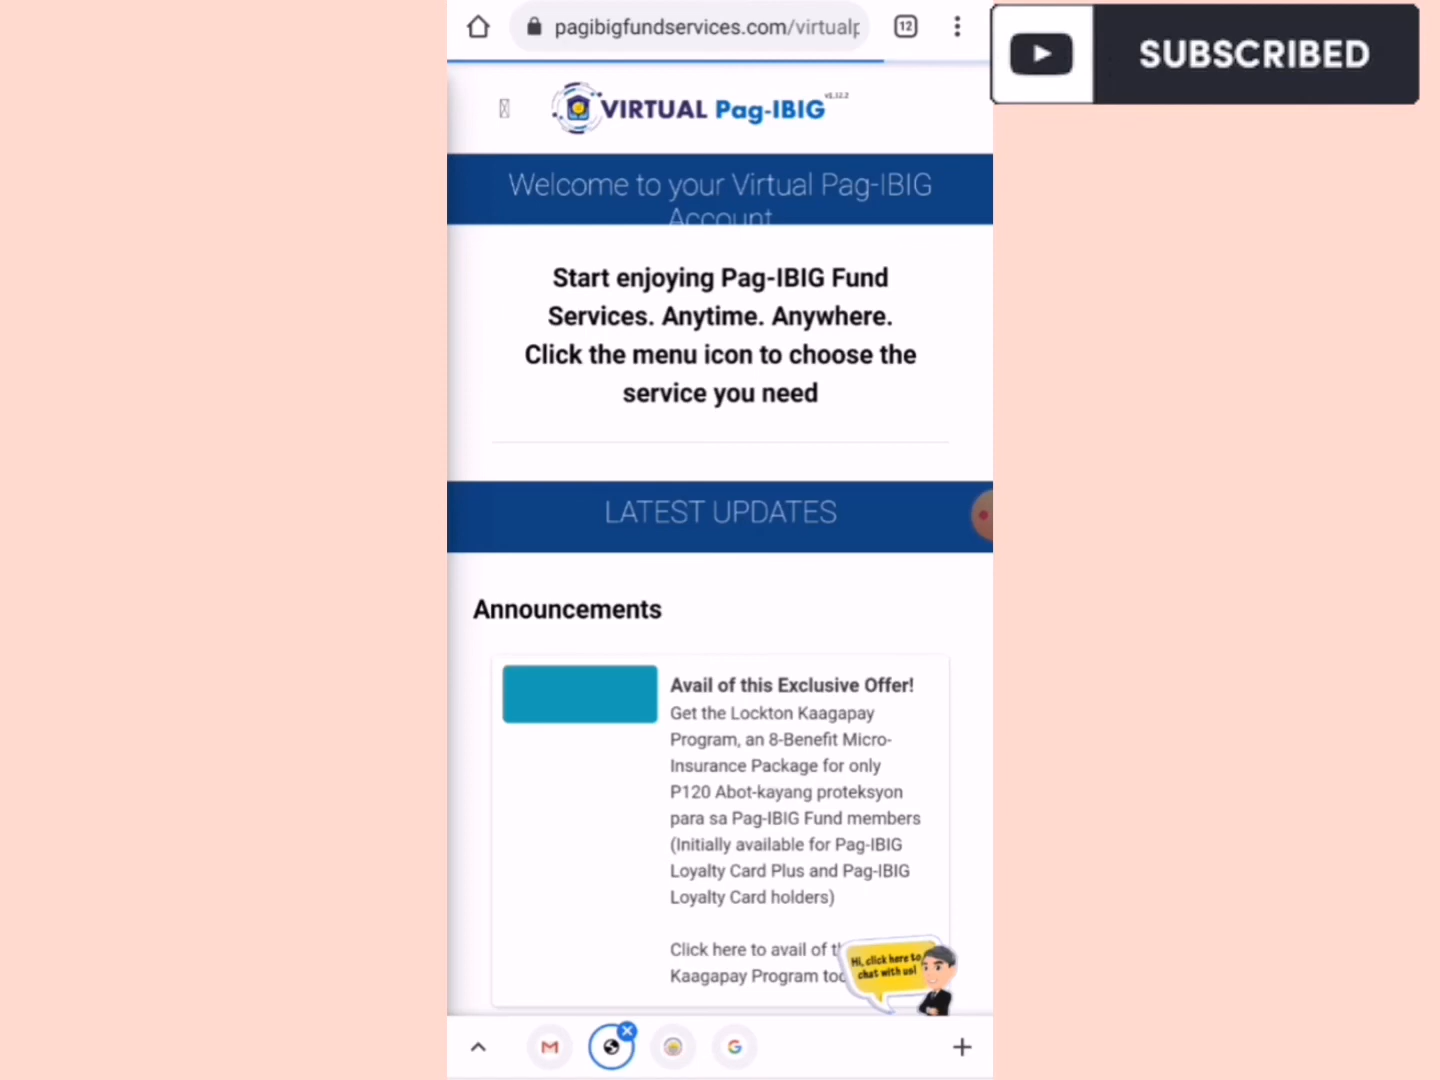 pagibigfundservices.com/virtualp
12
SUBSCRIBED
VIRTUAL Pag-IBIG
v1.12.2
Welcome to your Virtual Pag-IBIG
Account
Start enjoying Pag-IBIG Fund
Services. Anytime. Anywhere.
Click the menu icon to choose the
service you need
LATEST UPDATES
Announcements
Avail of this Exclusive Offer!
Get the Lockton Kaagapay
Program, an 8-Benefit Micro-
Insurance Package for only
P120 Abot-kayang proteksyon
para sa Pag-IBIG Fund members
(Initially available for Pag-IBIG
Loyalty Card Plus and Pag-IBIG
Loyalty Card holders)
Click here to avail of
Kaagapay Program
Hi, click here to
chat with us!